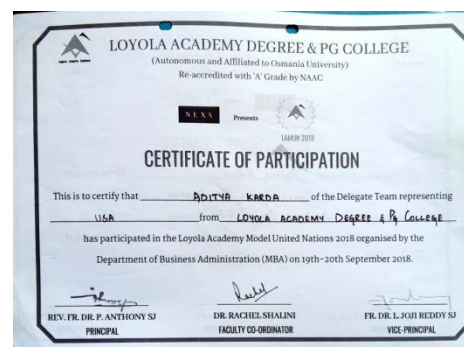 LOYOLA ACADEMY DEGREE & PG COLLEGE
(Autonomous and Affiliated to Osmania University)
Re-accredited with 'A' Grade by NAAC
NEXA Presents
LAMUN 2018
CERTIFICATE OF PARTICIPATION
This is to certify that ADITYA KARDA of the Delegate Team representing
USA from LOYOLA ACADEMY DEGREE & PG COLLEGE
has participated in the Loyola Academy Model United Nations 2018 organised by the
Department of Business Administration (MBA) on 19th-20th September 2018.
REV. FR. DR. P. ANTHONY SJ DR. RACHEL SHALINI FR. DR. L. JOJI REDDY SJ
PRINCIPAL FACULTY CO-ORDINATOR VICE-PRINCIPAL